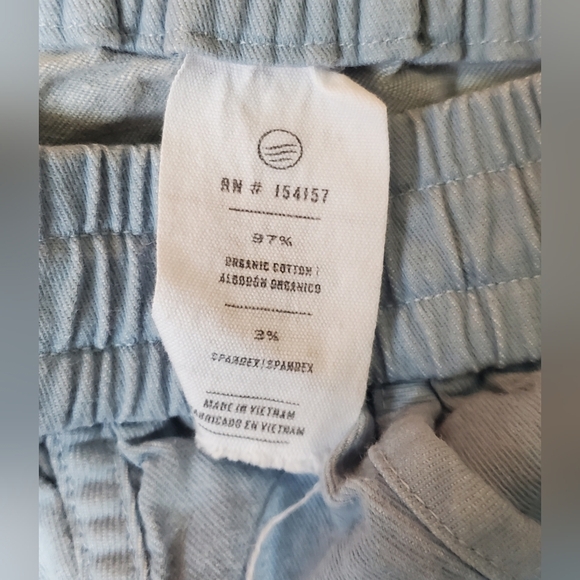 RN # 154157
97%
ORGANIC COTTON /
ALGODÓN ORGÁNICO
3%
SPANDEX/SPANDEX
MADE IN VIETNAM
FABRICADO EN VIETNAM